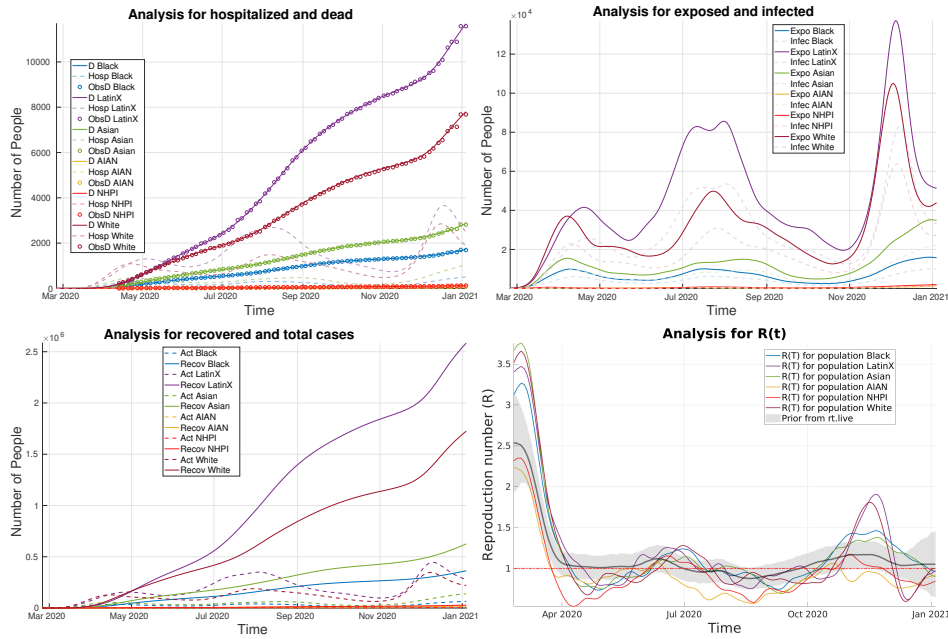 Analysis for hospitalized and dead
Number of People
10000
8000
6000
4000
2000
0
D Black
Hosp Black
ObsD Black
D LatinX
Hosp LatinX
ObsD LatinX
D Asian
Hosp Asian
ObsD Asian
D AIAN
Hosp AIAN
ObsD AIAN
D NHPI
Hosp NHPI
ObsD NHPI
D White
Hosp White
ObsD White
Mar 2020 May 2020 Jul 2020 Sep 2020 Nov 2020 Jan 2021
Time
Analysis for exposed and infected
×10^4
Number of People
12
10
8
6
4
2
0
Expo Black
Infec Black
Expo LatinX
Infec LatinX
Expo Asian
Infec Asian
Expo AIAN
Infec AIAN
Expo NHPI
Infec NHPI
Expo White
Infec White
Mar 2020 May 2020 Jul 2020 Sep 2020 Nov 2020 Jan 2021
Time
Analysis for recovered and total cases
×10^6
Number of People
2.5
2
1.5
1
0.5
0
Act Black
Recov Black
Act LatinX
Recov LatinX
Act Asian
Recov Asian
Act AIAN
Recov AIAN
Act NHPI
Recov NHPI
Act White
Recov White
Mar 2020 May 2020 Jul 2020 Sep 2020 Nov 2020 Jan 2021
Time
Analysis for R(t)
Reproduction number (R)
3.5
3
2.5
2
1.5
1
R(T) for population Black
R(T) for population LatinX
R(T) for population Asian
R(T) for population AIAN
R(T) for population NHPI
R(T) for population White
Prior from rt.live
Apr 2020 Jul 2020 Oct 2020 Jan 2021
Time